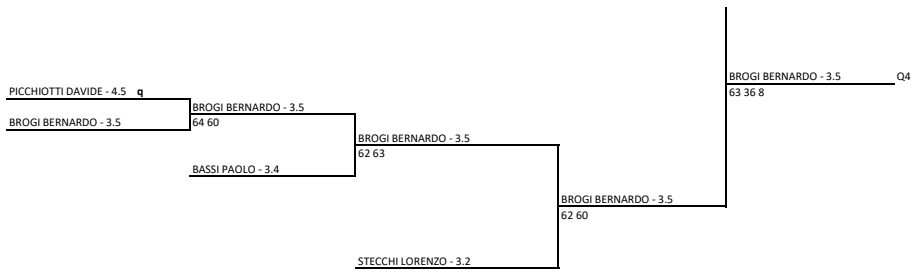 BROGI BERNARDO - 3.5 Q4
63 36 8
PICCHIOTTI DAVIDE - 4.5 q
BROGI BERNARDO - 3.5
BROGI BERNARDO - 3.5
64 60
BROGI BERNARDO - 3.5
62 63
BASSI PAOLO - 3.4
BROGI BERNARDO - 3.5
62 60
STECCHI LORENZO - 3.2